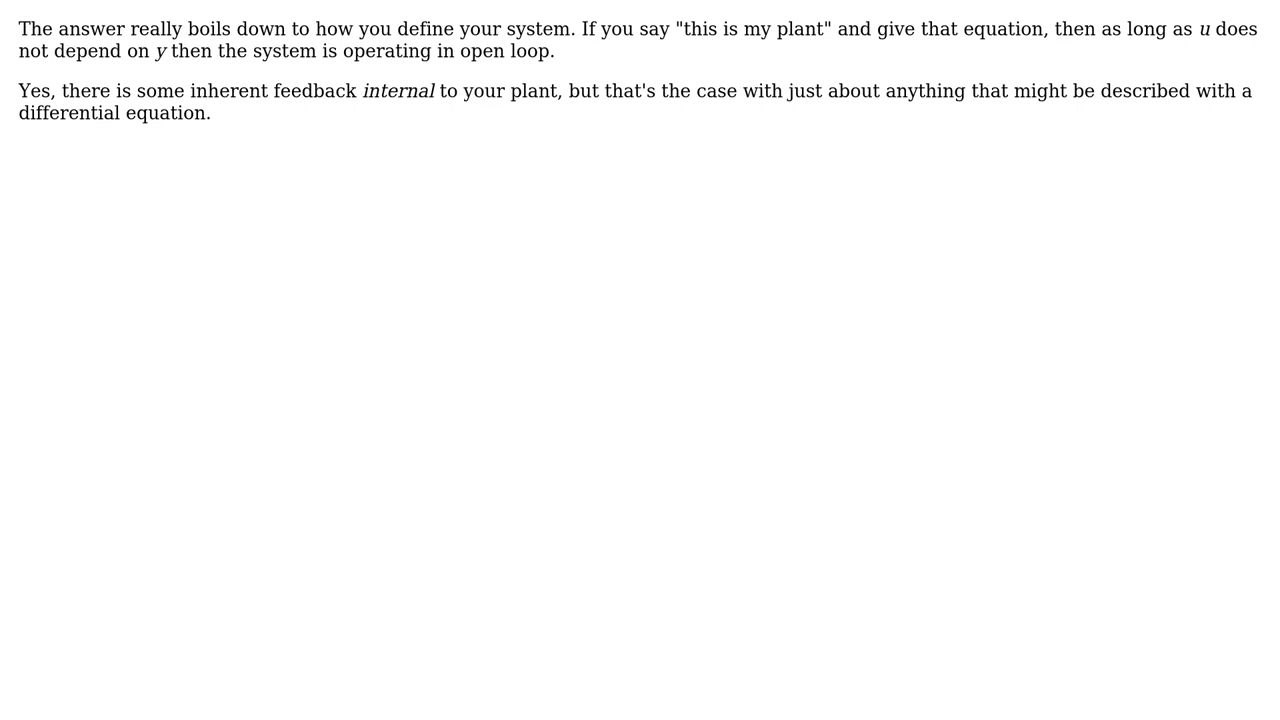 The answer really boils down to how you define your system. If you say "this is my plant" and give that equation, then as long as u does
not depend on y then the system is operating in open loop.
Yes, there is some inherent feedback internal to your plant, but that's the case with just about anything that might be described with a
differential equation.